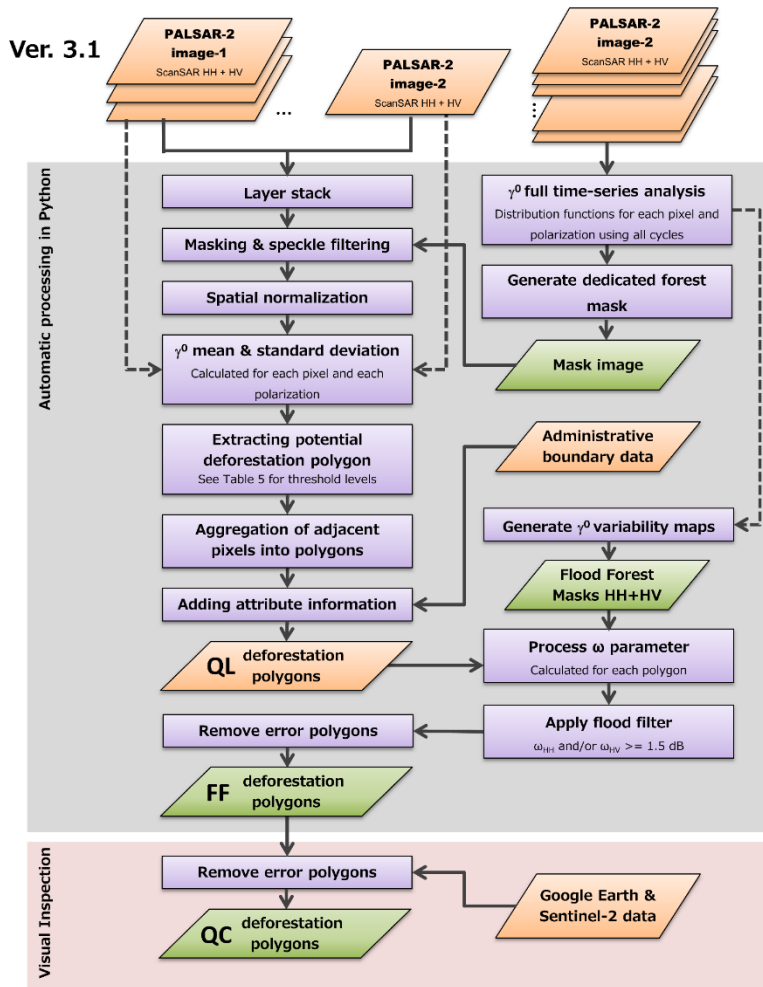 Ver. 3.1
PALSAR-2
image-1
ScanSAR HH + HV
...
PALSAR-2
image-2
ScanSAR HH + HV
PALSAR-2
image-2
ScanSAR HH + HV
...
Automatic processing in Python
Layer stack
Masking & speckle filtering
Spatial normalization
γ⁰ mean & standard deviation
Calculated for each pixel and each
polarization
Extracting potential
deforestation polygon
See Table 5 for threshold levels
Aggregation of adjacent
pixels into polygons
Adding attribute information
QL deforestation
polygons
Remove error polygons
FF deforestation
polygons
γ⁰ full time-series analysis
Distribution functions for each pixel and
polarization using all cycles
Generate dedicated forest
mask
Mask image
Administrative
boundary data
Generate γ⁰ variability maps
Flood Forest
Masks HH+HV
Process ω parameter
Calculated for each polygon
Apply flood filter
ωHH and/or ωHV >= 1.5 dB
Visual Inspection
Remove error polygons
QC deforestation
polygons
Google Earth &
Sentinel-2 data